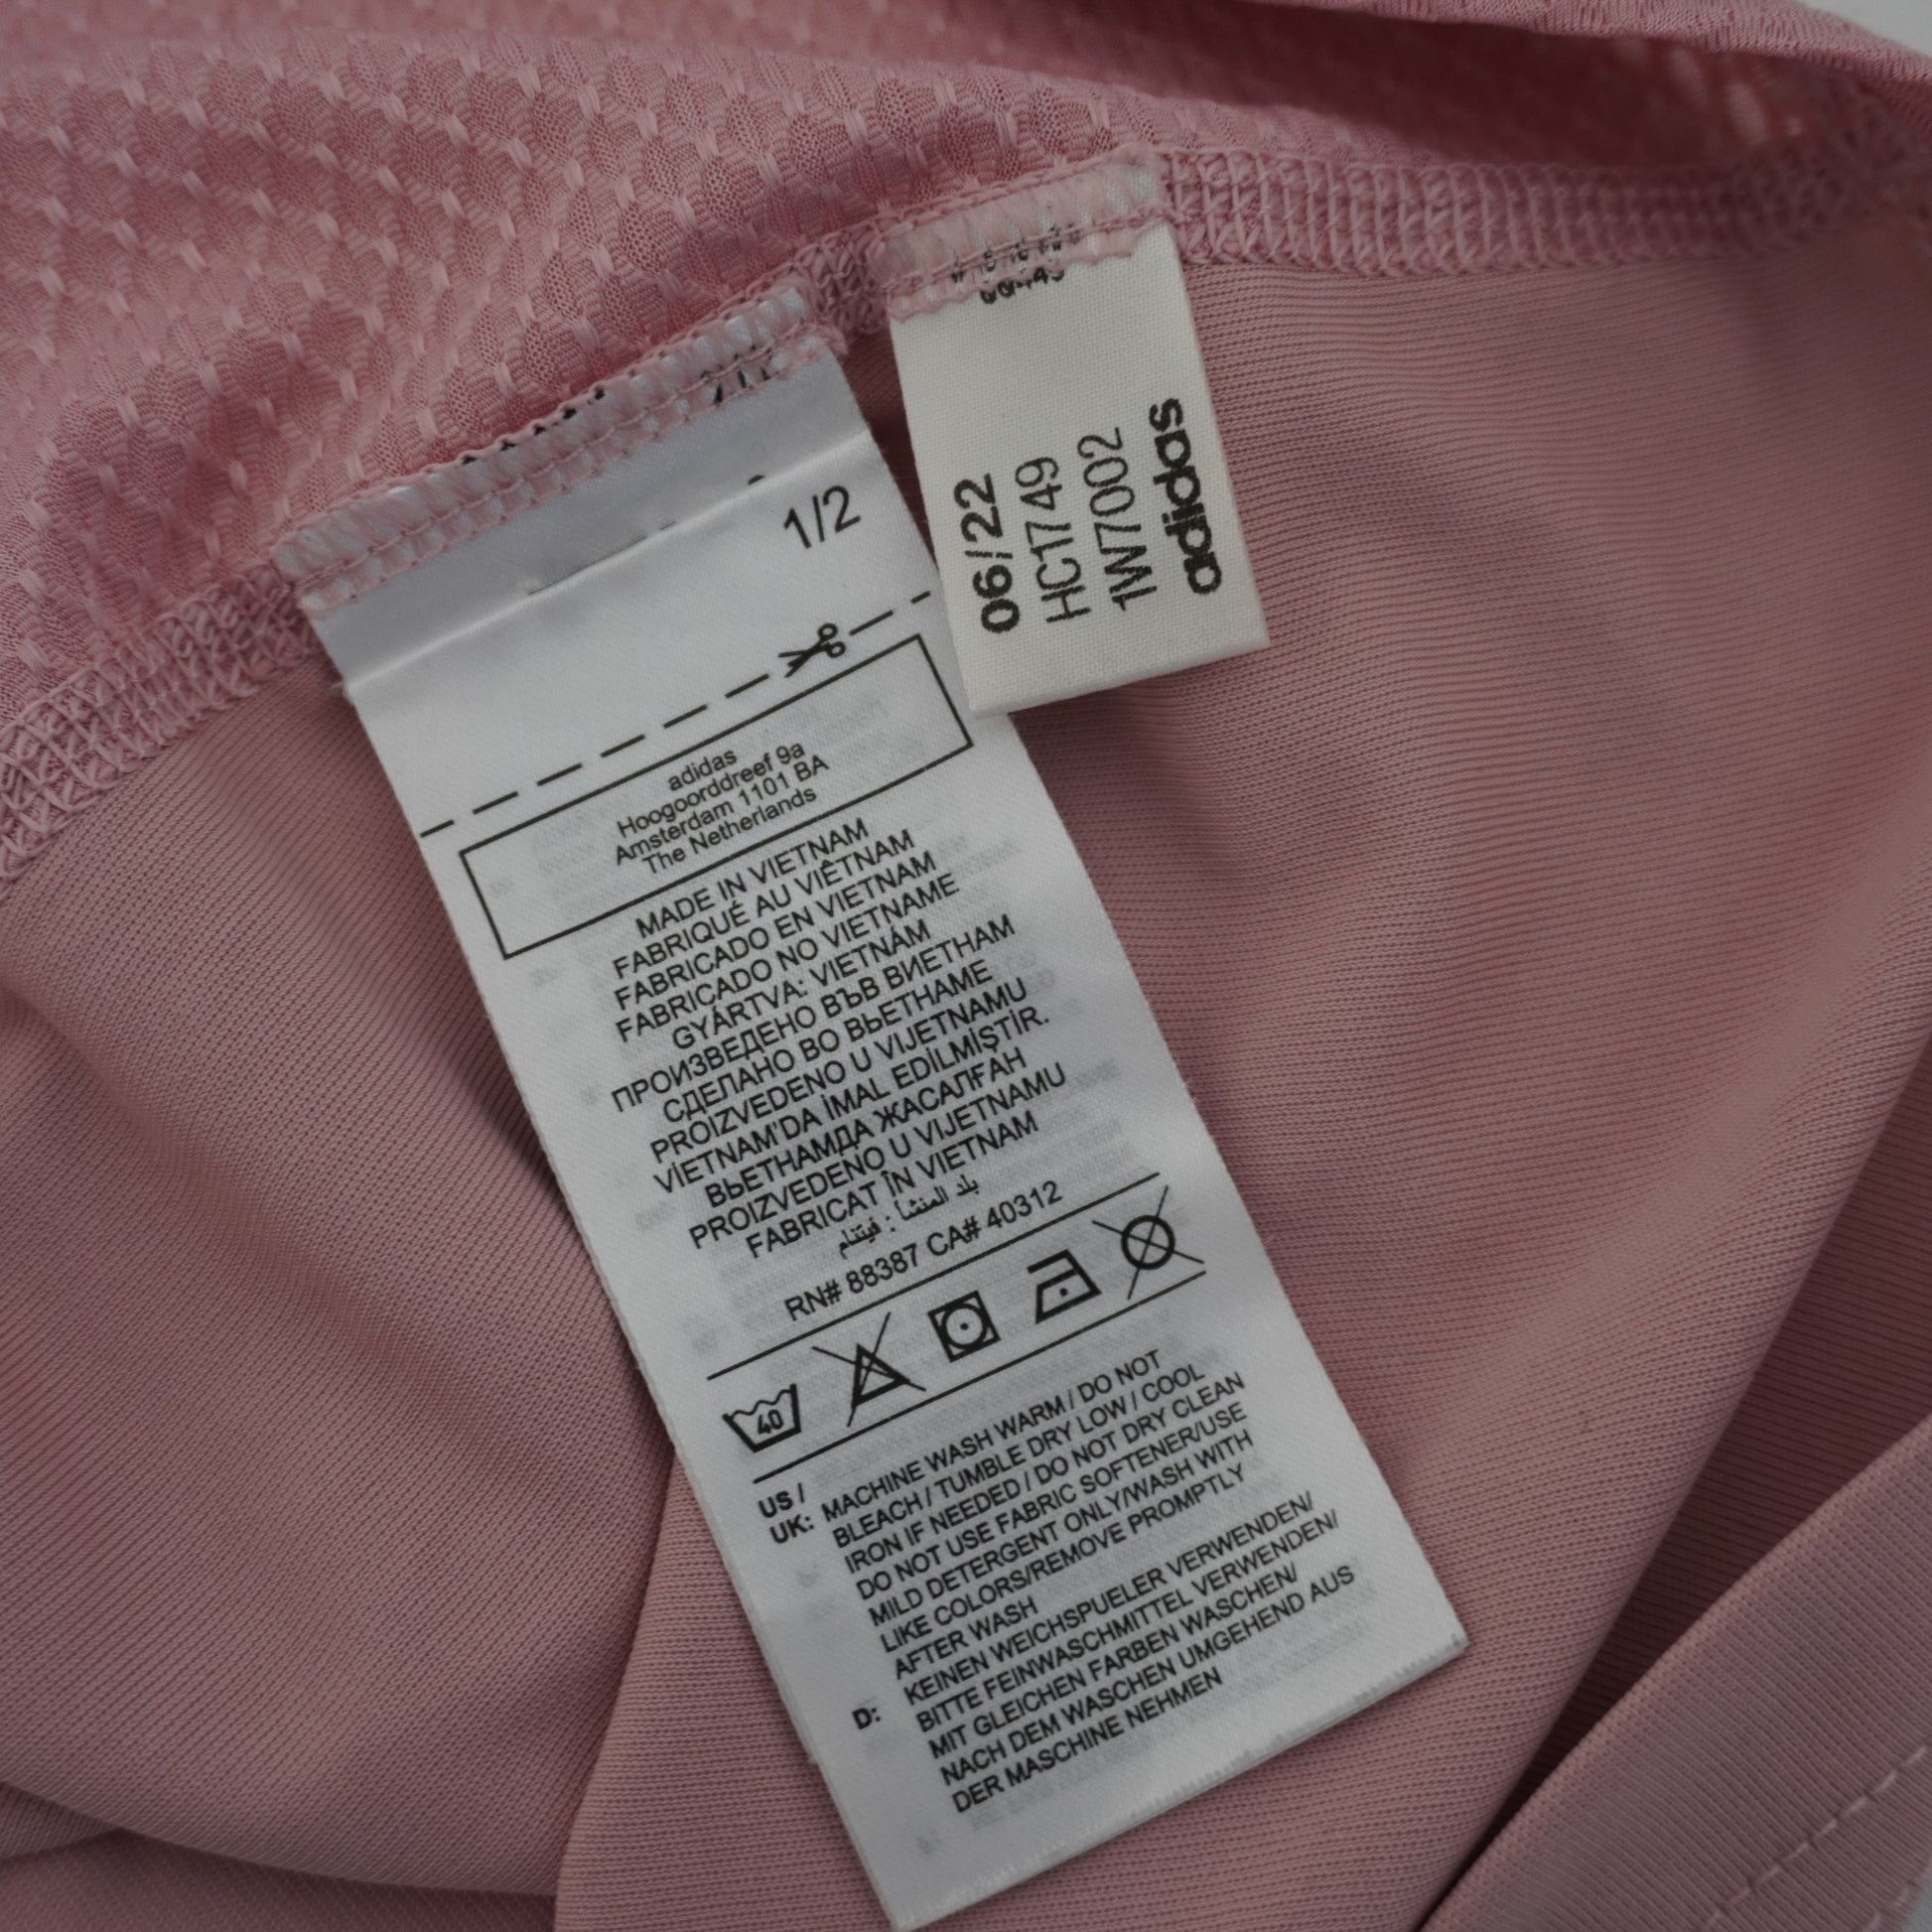 1/2
adidas
Hoogoorddreef 9a
Amsterdam 1101 BA
The Netherlands
MADE IN VIETNAM
FABRIQUÉ AU VIÊTNAM
FABRICADO EN VIETNAM
FABRICADO NO VIETNAME
GYÁRTVA: VIETNÁM
ПРОИЗВЕДЕНО ВЪВ ВИЕТНАМ
СДЕЛАНО ВО ВЬЕТНАМЕ
PROIZVEDENO U VIJETNAMU
VİETNAM'DA İMAL EDİLMİŞTİR.
ВЬЕТНАМДА ЖАСАЛҒАН
PROIZVEDENO U VIJETNAMU
FABRICAT ÎN VIETNAM
بلد المنشأ : فيتنام
RN# 88387 CA# 40312
40
US / UK: MACHINE WASH WARM / DO NOT
BLEACH / TUMBLE DRY LOW / COOL
IRON IF NEEDED / DO NOT DRY CLEAN
DO NOT USE FABRIC SOFTENER/USE
MILD DETERGENT ONLY/WASH WITH
LIKE COLORS/REMOVE PROMPTLY
AFTER WASH
D: KEINEN WEICHSPUELER VERWENDEN/
BITTE FEINWASCHMITTEL VERWENDEN/
MIT GLEICHEN FARBEN WASCHEN/
NACH DEM WASCHEN UMGEHEND AUS
DER MASCHINE NEHMEN
06/22
HC1749
1W7002
adidas